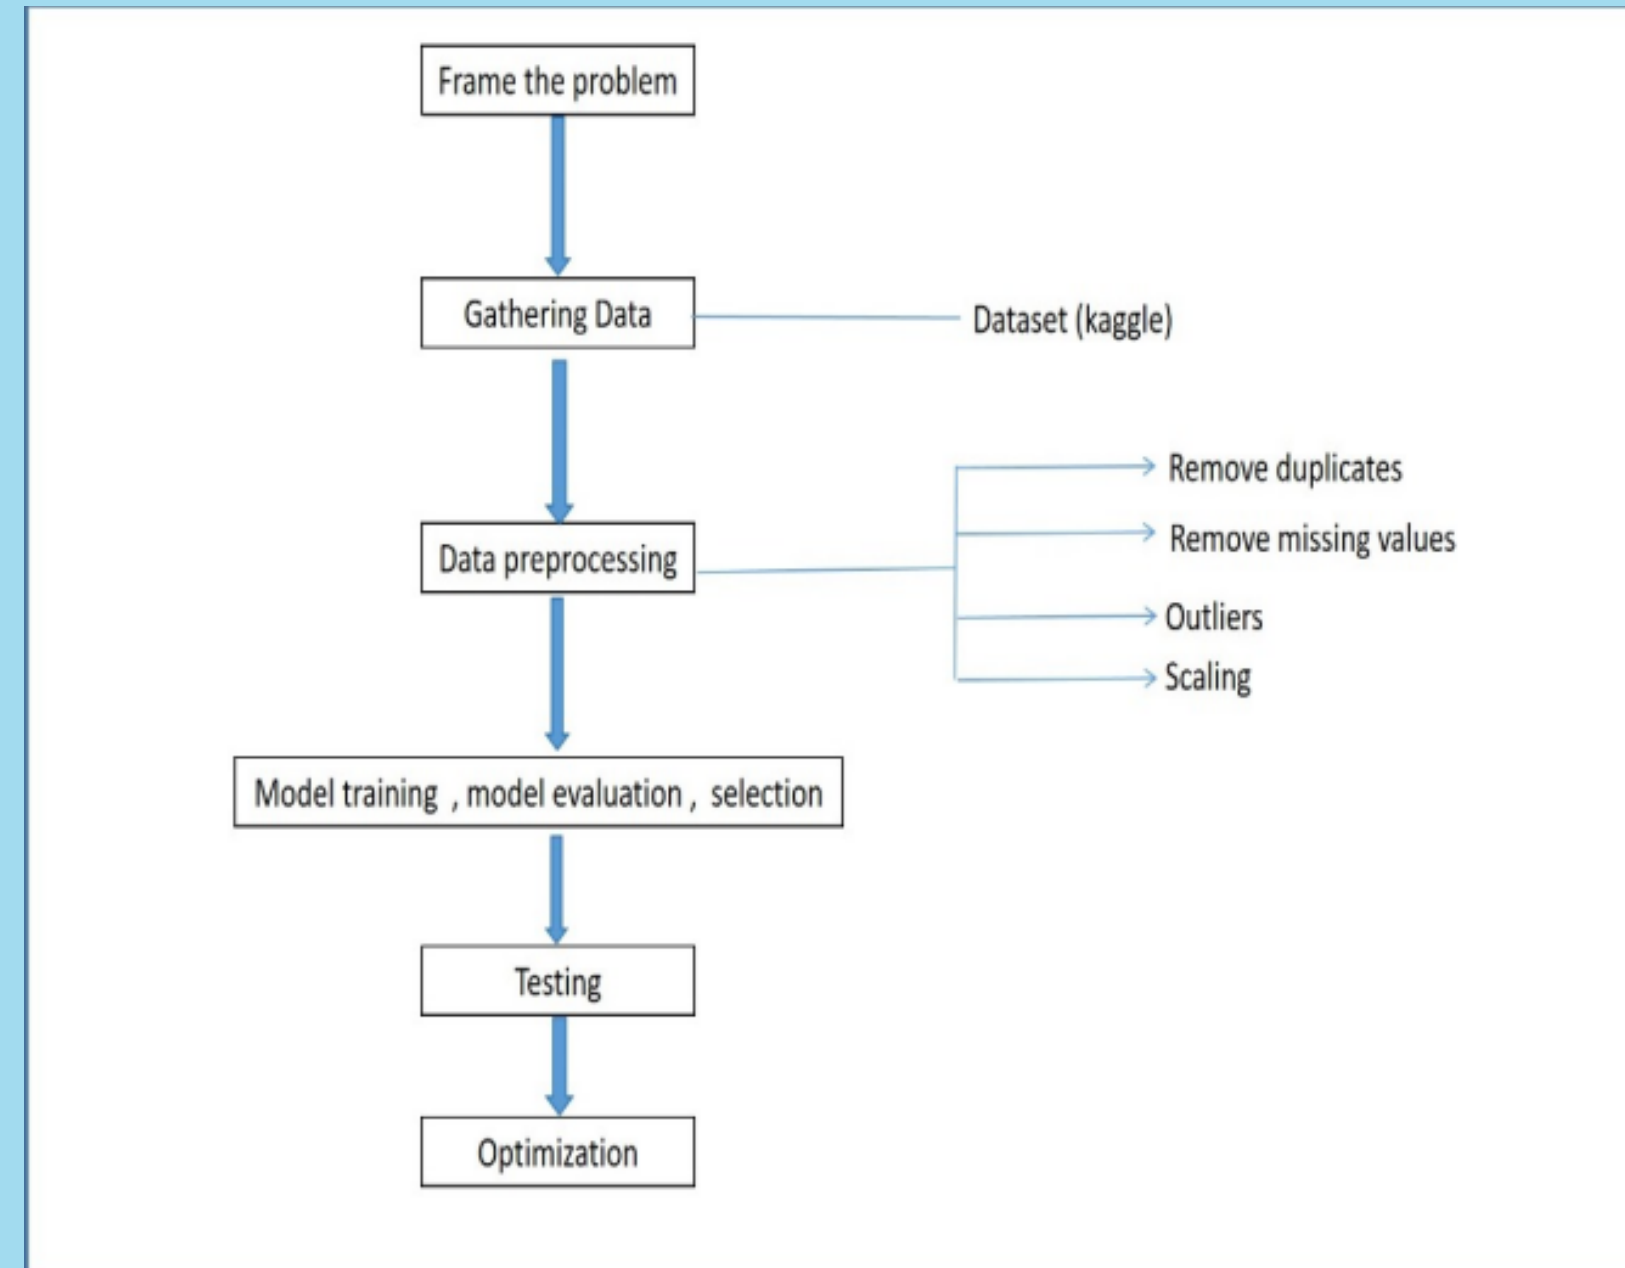 Frame the problem
Gathering Data
Dataset (kaggle)
Data preprocessing
Remove duplicates
Remove missing values
Outliers
Scaling
Model training , model evaluation , selection
Testing
Optimization